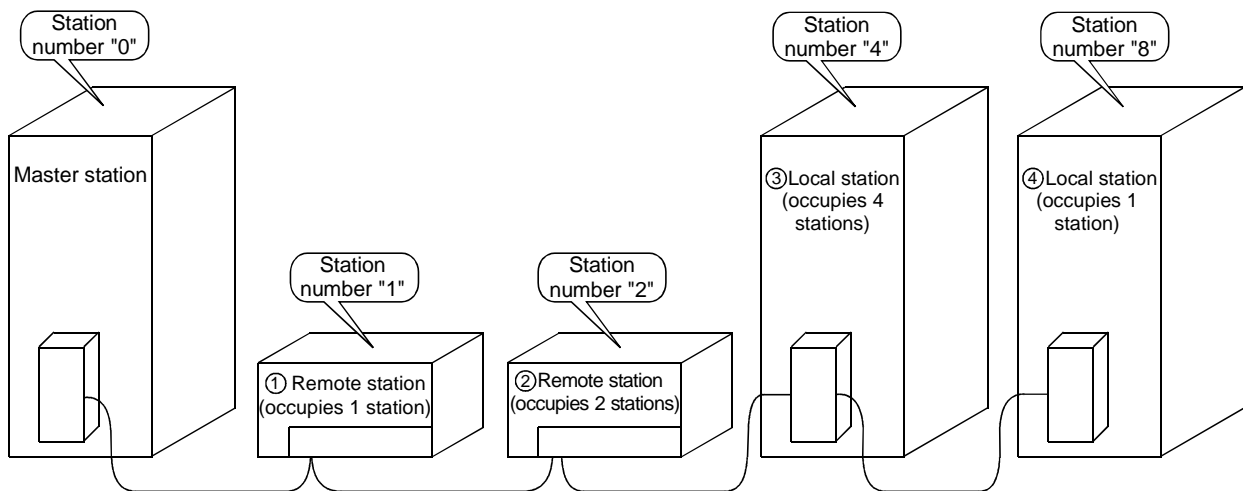 Station
number "0"
Station
number "4"
Station
number "8"
Master station
③Local station
(occupies 4
stations)
④Local station
(occupies 1
station)
Station
number "1"
Station
number "2"
① Remote station
(occupies 1 station)
②Remote station
(occupies 2 stations)